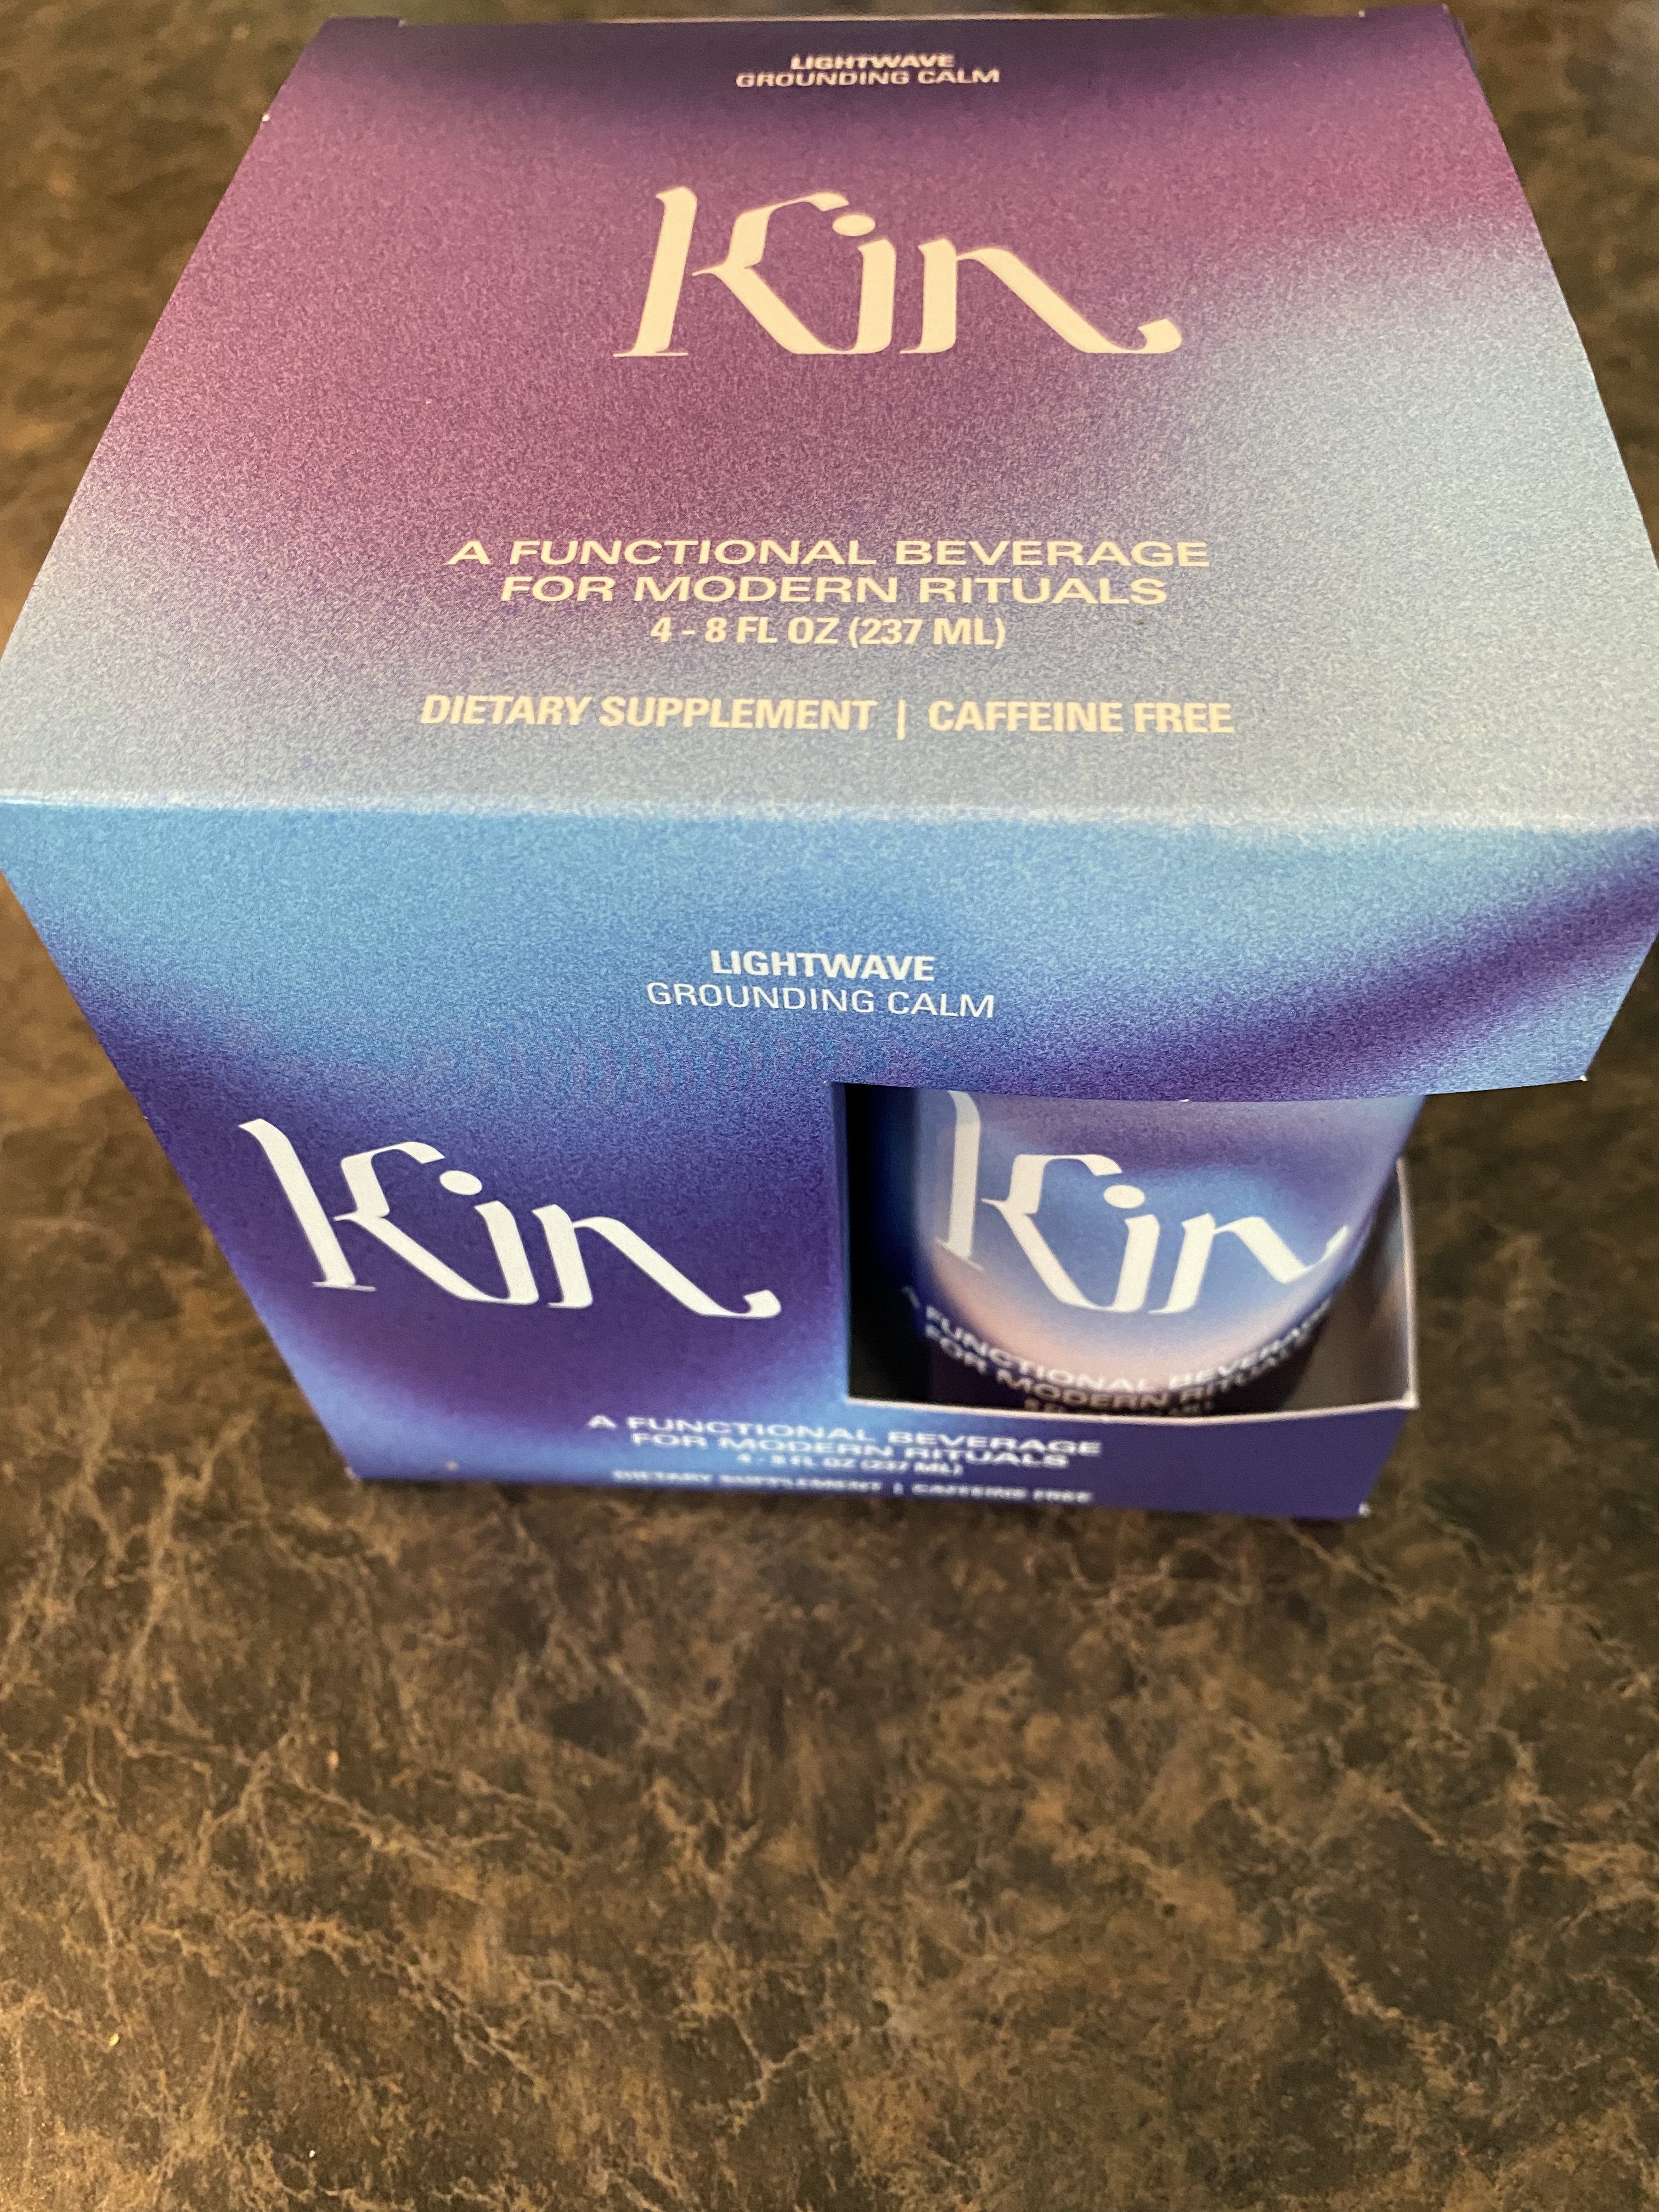 LIGHTWAVE
GROUNDING CALM
Kin
A FUNCTIONAL BEVERAGE
FOR MODERN RITUALS
4 - 8 FL OZ (237 ML)
DIETARY SUPPLEMENT | CAFFEINE FREE
LIGHTWAVE
GROUNDING CALM
Kin
Kin
A FUNCTIONAL BEVERAGE
FOR MODERN RITUALS
A FUNCTIONAL BEVERAGE
FOR MODERN RITUALS
4 - 8 FL OZ (237 ML)
DIETARY SUPPLEMENT | CAFFEINE FREE